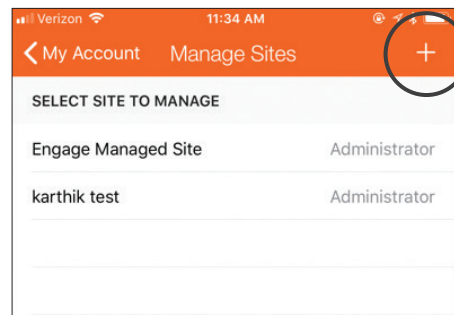 Verizon 11:34 AM
My Account Manage Sites +
SELECT SITE TO MANAGE
Engage Managed Site Administrator
karthik test Administrator